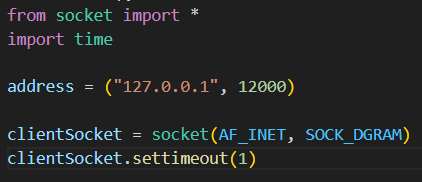 from socket import *
import time
address = ("127.0.0.1", 12000)
clientSocket = socket(AF_INET, SOCK_DGRAM)
clientSocket.settimeout(1)